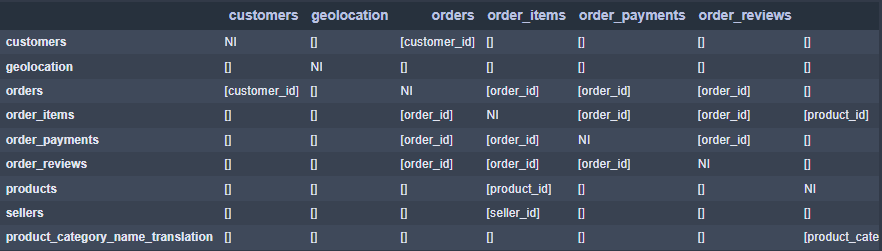 customers geolocation orders order_items order_payments order_reviews
customers NI [] [customer_id] [] [] [] []
geolocation [] NI [] [] [] [] []
orders [customer_id] [] NI [order_id] [order_id] [order_id] []
order_items [] [] [order_id] NI [order_id] [order_id] [product_id]
order_payments [] [] [order_id] [order_id] NI [order_id] []
order_reviews [] [] [order_id] [order_id] [order_id] NI []
products [] [] [] [product_id] [] [] NI
sellers [] [] [] [seller_id] [] [] []
product_category_name_translation [] [] [] [] [] [] [product_cate